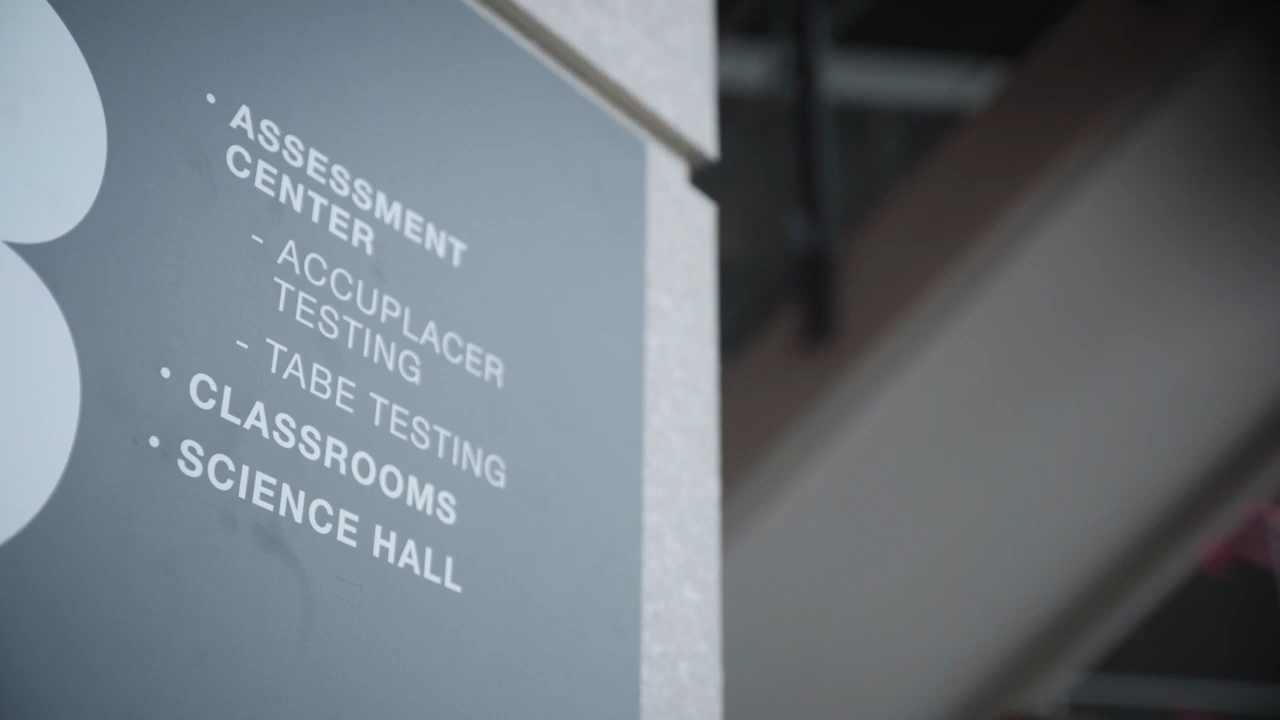 • ASSESSMENT
CENTER
- ACCUPLACER
TESTING
- TABE TESTING
• CLASSROOMS
• SCIENCE HALL